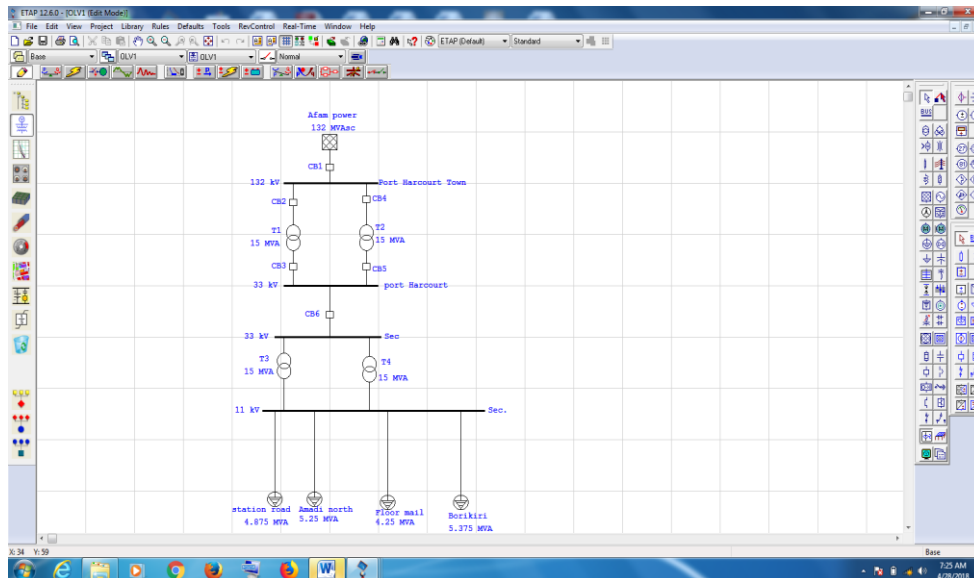 ETAP 12.6.0 - [OLV1 (Edit Mode)]
File Edit View Project Library Rules Defaults Tools RevControl Real-Time Window Help
ETAP (Default) Standard
Base OLV1 OLV1 Normal
Afam power
132 MVAsc
CB1
132 kV Port Harcourt Town
CB2 CB4
T1 T2
15 MVA 15 MVA
CB3 CB5
33 kV port Harcourt
CB6
33 kV Sec
T3 T4
15 MVA 15 MVA
11 kV Sec.
station road Amadi north Floor mail Borikiri
4.875 MVA 5.25 MVA 4.25 MVA 5.375 MVA
X: 34 Y: 59 Base
7:25 AM
4/28/2018